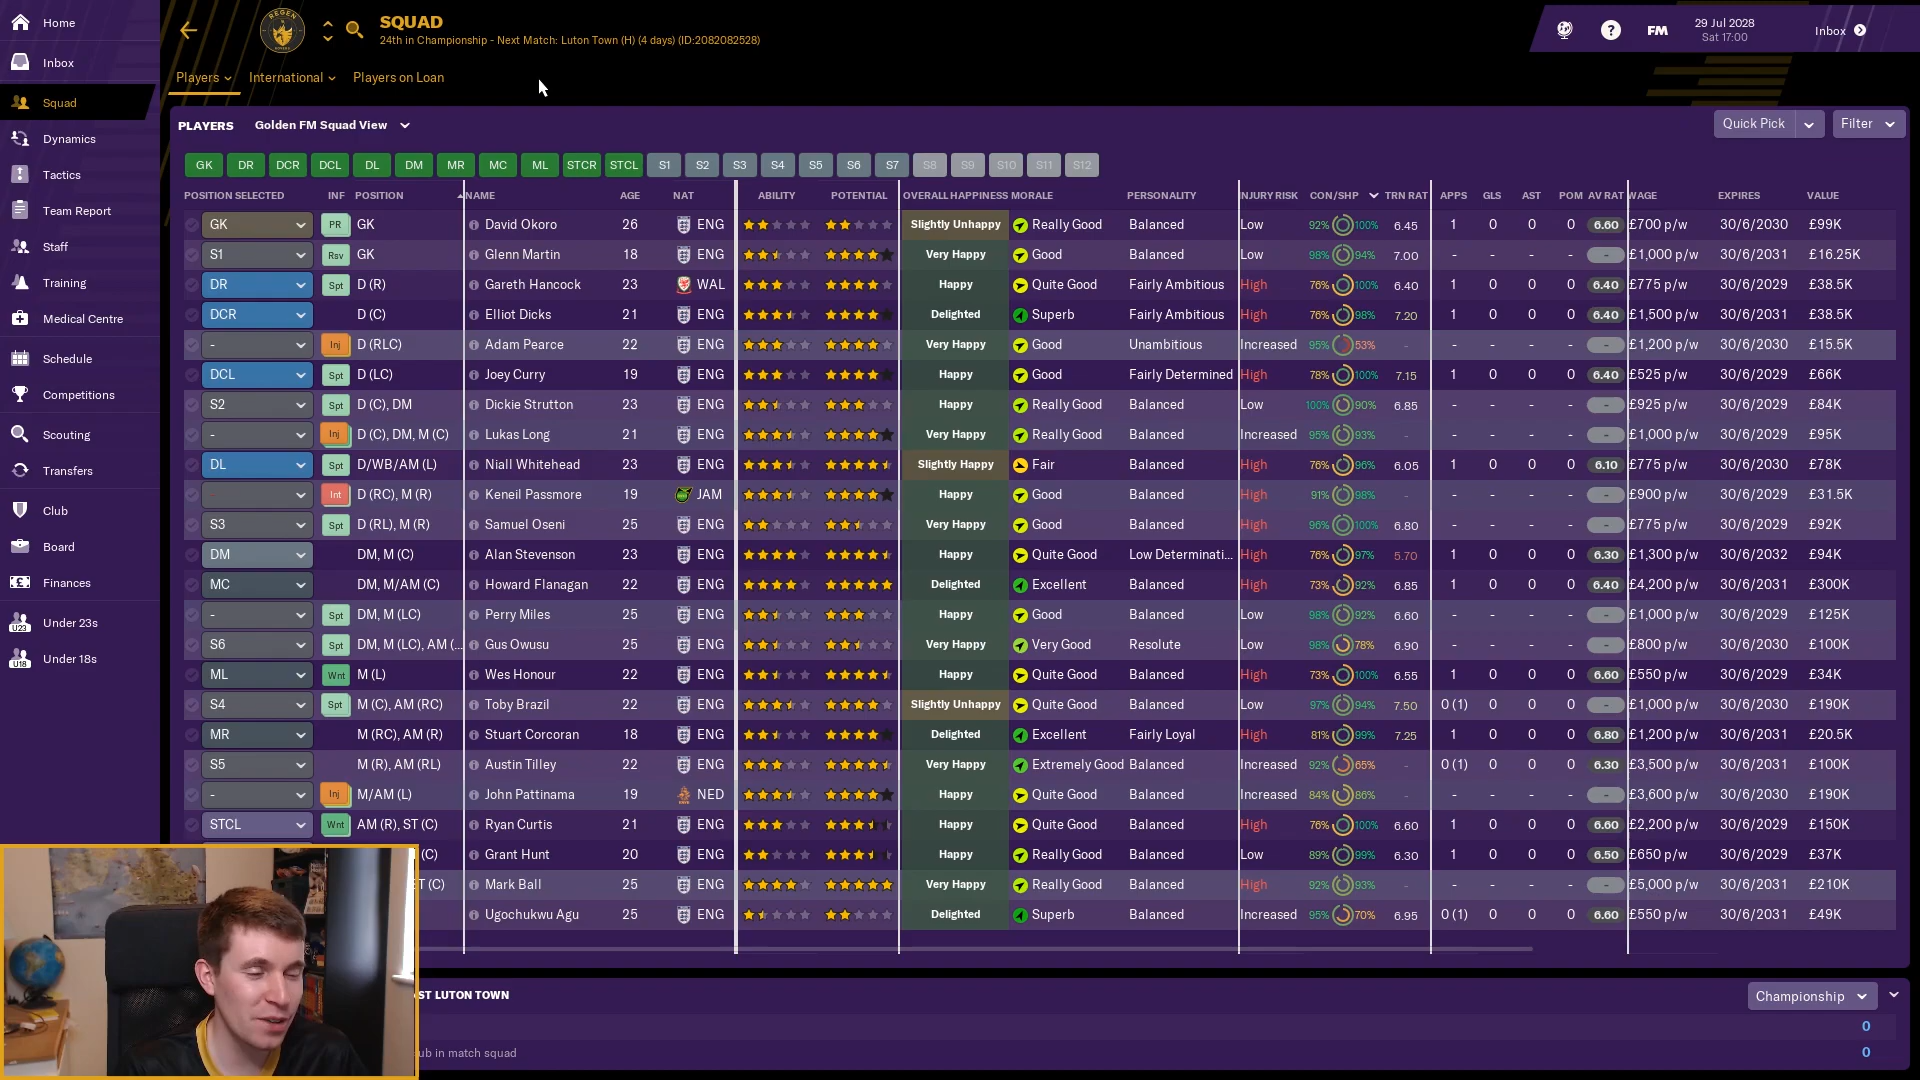 Home
Inbox
Squad
Dynamics
Tactics
Team Report
Staff
Training
Medical Centre
Schedule
Competitions
Scouting
Transfers
Club
Board
Finances
Under 23s
Under 18s
REGEN
SQUAD
24th in Championship - Next Match: Luton Town (H) (4 days) (ID:2082082528)
? FM 29 Jul 2028 Sat 17:00 Inbox
Players International Players on Loan
PLAYERS Golden FM Squad View Quick Pick Filter
GK DR DCR DCL DL DM MR MC ML STCR STCL S1 S2 S3 S4 S5 S6 S7 S8 S9 S10 S11 S12
POSITION SELECTED INF POSITION NAME AGE NAT ABILITY POTENTIAL OVERALL HAPPINESS MORALE PERSONALITY INJURY RISK CON/SHP TRN RAT APPS GLS AST POM AV RAT WAGE EXPIRES VALUE
GK PR GK David Okoro 26 ENG Slightly Unhappy Really Good Balanced Low 92% 100% 6.45 1 0 0 0 6.60 £700 p/w 30/6/2030 £99K
S1 Rsv GK Glenn Martin 18 ENG Very Happy Good Balanced Low 98% 94% 7.00 - - - - - £1,000 p/w 30/6/2031 £16.25K
DR Spt D (R) Gareth Hancock 23 WAL Happy Quite Good Fairly Ambitious High 76% 100% 6.40 1 0 0 0 6.40 £775 p/w 30/6/2030 £38.5K
DCR D (C) Elliot Dicks 21 ENG Delighted Superb Fairly Ambitious High 76% 98% 7.20 1 0 0 0 6.40 £1,500 p/w 30/6/2031 £38.5K
- Inj D (RLC) Adam Pearce 22 ENG Very Happy Good Unambitious Increased 95% 53% - - - - - - £1,200 p/w 30/6/2030 £15.5K
DCL Spt D (LC) Joey Curry 19 ENG Happy Good Fairly Determined High 78% 100% 7.15 1 0 0 0 6.40 £525 p/w 30/6/2029 £66K
S2 Spt D (C), DM Dickie Strutton 23 ENG Happy Really Good Balanced Low 100% 90% 6.85 - - - - - £925 p/w 30/6/2029 £84K
- Inj D (C), DM, M (C) Lukas Long 21 ENG Very Happy Really Good Balanced Increased 95% 93% - - - - - - £1,000 p/w 30/6/2029 £95K
DL Spt D/WB/AM (L) Niall Whitehead 23 ENG Slightly Happy Fair Balanced High 76% 96% 6.05 1 0 0 0 6.10 £775 p/w 30/6/2030 £78K
Int D (RC), M (R) Keneil Passmore 19 JAM Happy Good Balanced High 91% 98% - - - - - - £900 p/w 30/6/2029 £31.5K
S3 Spt D (RL), M (R) Samuel Oseni 25 ENG Very Happy Good Balanced High 96% 100% 6.80 - - - - - £775 p/w 30/6/2029 £92K
DM DM, M (C) Alan Stevenson 23 ENG Happy Quite Good Low Determinati... High 76% 97% 5.70 1 0 0 0 6.30 £1,300 p/w 30/6/2032 £94K
MC DM, M/AM (C) Howard Flanagan 22 ENG Delighted Excellent Balanced High 73% 92% 6.85 1 0 0 0 6.40 £4,200 p/w 30/6/2031 £300K
- Spt DM, M (LC) Perry Miles 25 ENG Happy Good Balanced Low 98% 92% 6.60 - - - - - £1,000 p/w 30/6/2029 £125K
S6 Spt DM, M (LC), AM (... Gus Owusu 25 ENG Very Happy Very Good Resolute Low 98% 78% 6.90 - - - - - £800 p/w 30/6/2029 £100K
ML Wnt M (L) Wes Honour 22 ENG Happy Quite Good Balanced High 73% 100% 6.55 1 0 0 0 6.60 £550 p/w 30/6/2029 £34K
S4 Spt M (C), AM (RC) Toby Brazil 22 ENG Slightly Unhappy Quite Good Balanced Low 97% 94% 7.50 0 (1) 0 0 0 - £1,000 p/w 30/6/2029 £190K
MR M (RC), AM (R) Stuart Corcoran 18 ENG Delighted Excellent Fairly Loyal High 81% 99% 7.25 1 0 0 0 6.80 £1,200 p/w 30/6/2031 £20.5K
S5 M (R), AM (RL) Austin Tilley 22 ENG Very Happy Extremely Good Balanced Increased 92% 65% - 0 (1) 0 0 0 6.30 £3,500 p/w 30/6/2031 £100K
- Inj M/AM (L) John Pattinama 19 NED Happy Quite Good Balanced Increased 84% 86% - - - - - - £3,600 p/w 30/6/2029 £190K
STCL Wnt AM (R), ST (C) Ryan Curtis 21 ENG Happy Quite Good Balanced High 76% 100% 6.60 1 0 0 0 6.60 £2,200 p/w 30/6/2029 £150K
(C) Grant Hunt 20 ENG Happy Really Good Balanced Low 89% 99% 6.30 1 0 0 0 6.50 £650 p/w 30/6/2029 £37K
T (C) Mark Ball 25 ENG Very Happy Really Good Balanced High 92% 93% - - - - - - £5,000 p/w 30/6/2031 £210K
Ugochukwu Agu 25 ENG Delighted Superb Balanced Increased 95% 70% 6.95 0 (1) 0 0 0 6.60 £550 p/w 30/6/2031 £49K
ST LUTON TOWN Championship
0
ub in match squad 0